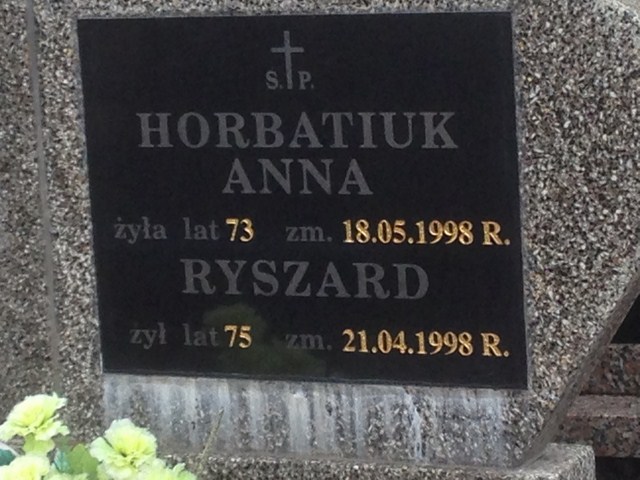 S. P.
HORBATIUK
ANNA
żyła lat 73 zm. 18.05.1998 R.
RYSZARD
żył lat 75 zm. 21.04.1998 R.